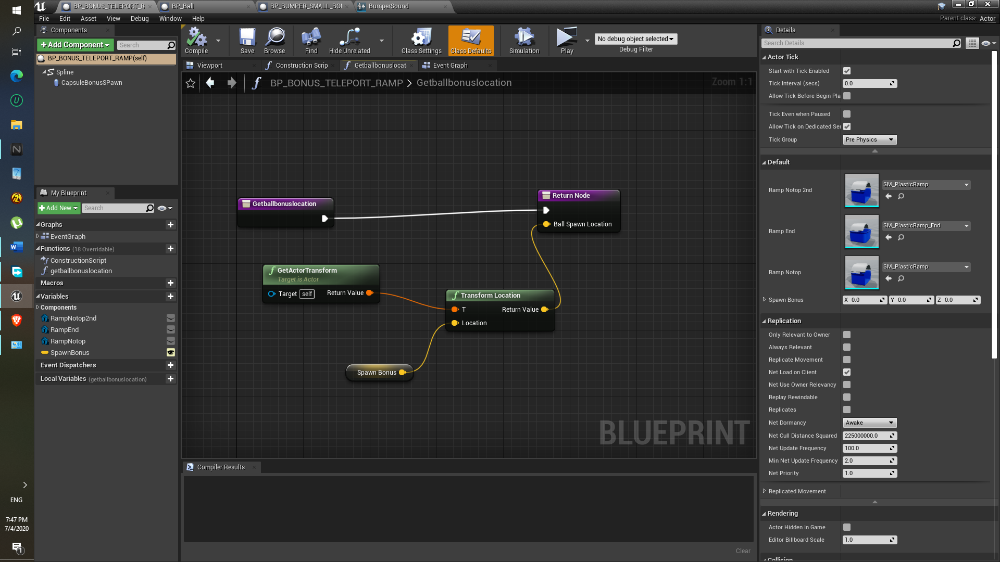 BP_BONUS_TELEPORT_R
BP_Ball
BP_BUMPER_SMALL_BO
BumperSound
File Edit Asset View Debug Window Help
Parent class: Actor
Components
+Add Component
Search
BP_BONUS_TELEPORT_RAMP(self)
Spline
CapsuleBonusSPawn
Compile
Save
Browse
Find
Hide Unrelated
Class Settings
Class Defaults
Simulation
Play
No debug object selected
Debug Filter
Viewport
Construction Scrip
Getballbonuslocat
Event Graph
BP_BONUS_TELEPORT_RAMP > Getballbonuslocation
Zoom 1:1
Getballbonuslocation
Return Node
Ball Spawn Location
GetActorTransform
Target is Actor
Target self Return Value
Transform Location
T Return Value
Location
Spawn Bonus
BLUEPRINT
My Blueprint
+Add New
Search
Graphs
EventGraph
Functions (18 Overridable)
ConstructionScript
getballbonuslocation
Macros
Variables
Components
RampNotop2nd
RampEnd
RampNotop
SpawnBonus
Event Dispatchers
Local Variables (getballbonuslocation)
Compiler Results
Clear
Details
Search Details
Actor Tick
Start with Tick Enabled
Tick Interval (secs) 0.0
Allow Tick Before Begin Pla
Tick Even when Paused
Allow Tick on Dedicated Ser
Tick Group Pre Physics
Default
Ramp Notop 2nd SM_PlasticRamp
Ramp End SM_PlasticRamp_End
Ramp Notop SM_PlasticRamp
Spawn Bonus X 0.0 Y 0.0 Z 0.0
Replication
Only Relevant to Owner
Always Relevant
Replicate Movement
Net Load on Client
Net Use Owner Relevancy
Replay Rewindable
Replicates
Net Dormancy Awake
Net Cull Distance Squared 225000000.0
Net Update Frequency 100.0
Min Net Update Frequency 2.0
Net Priority 1.0
Replicated Movement
Rendering
Actor Hidden In Game
Editor Billboard Scale 1.0
Collision
ENG
7:47 PM
7/4/2020
1